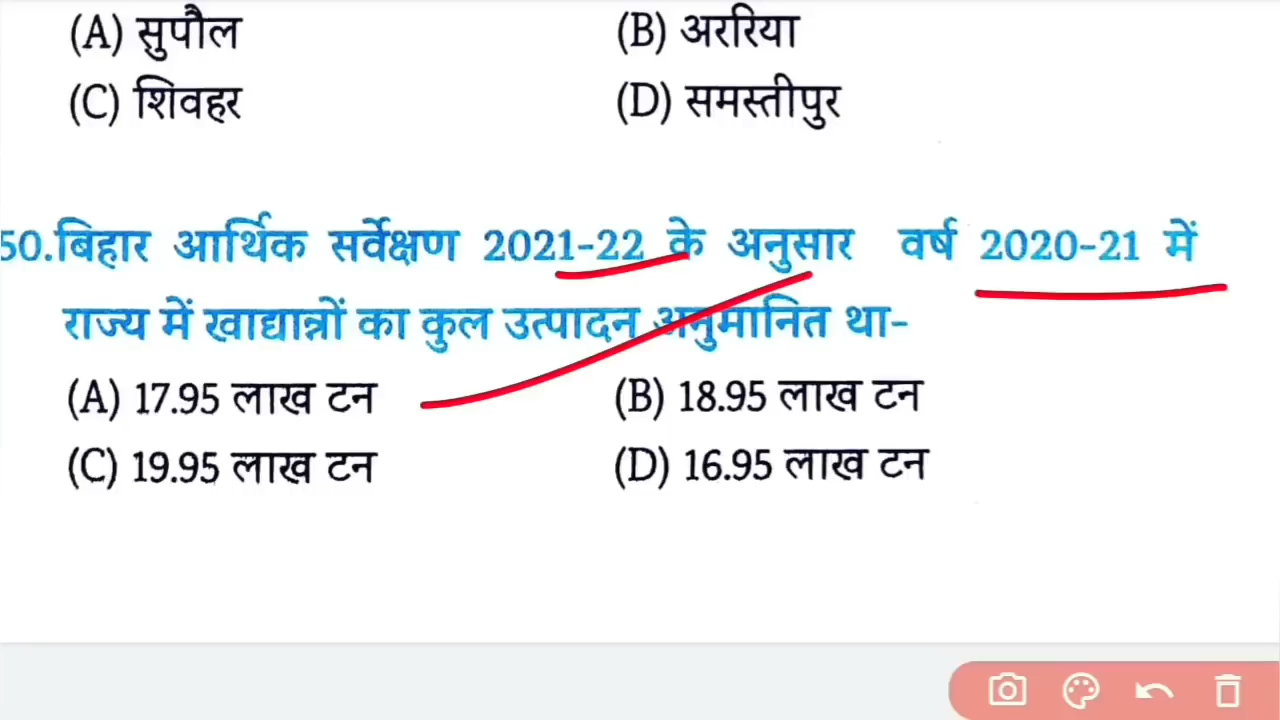 (A) सुपौल (B) अररिया
(C) शिवहर (D) समस्तीपुर
50.बिहार आर्थिक सर्वेक्षण 2021-22 के अनुसार वर्ष 2020-21 में
राज्य में खाद्यान्नों का कुल उत्पादन अनुमानित था-
(A) 17.95 लाख टन (B) 18.95 लाख टन
(C) 19.95 लाख टन (D) 16.95 लाख टन